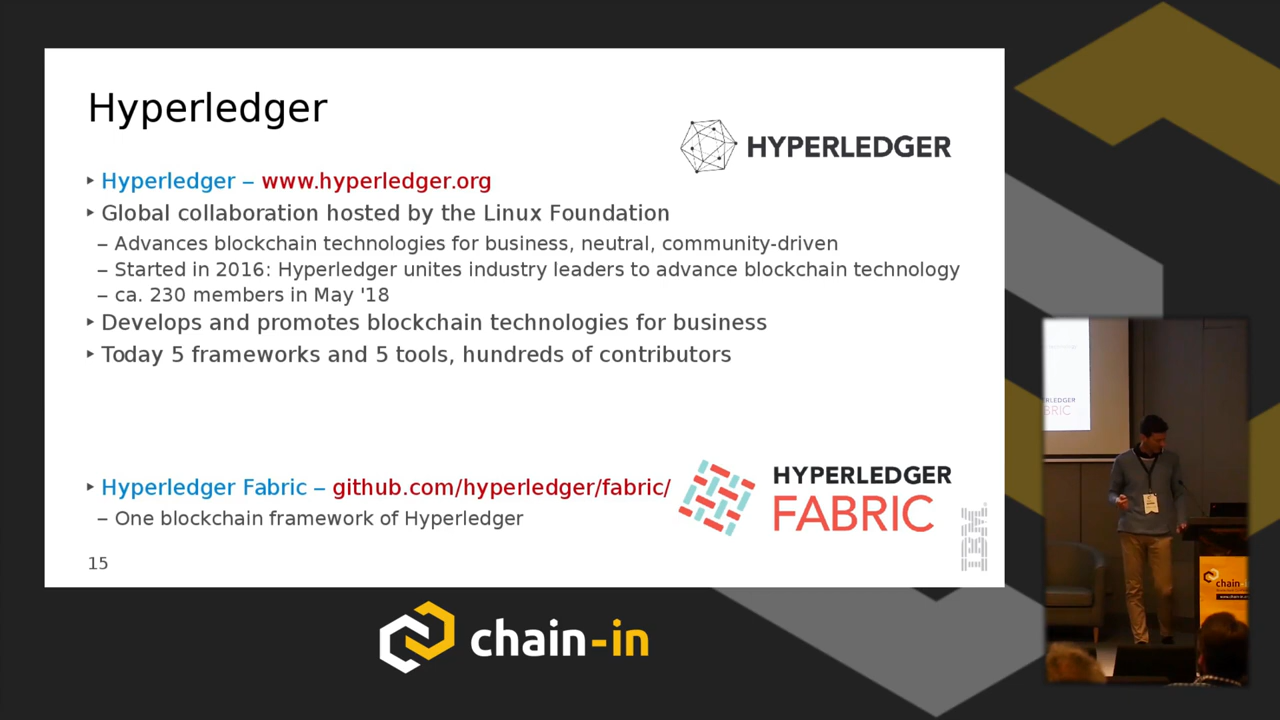 Hyperledger
HYPERLEDGER
‣ Hyperledger – www.hyperledger.org
‣ Global collaboration hosted by the Linux Foundation
– Advances blockchain technologies for business, neutral, community-driven
– Started in 2016: Hyperledger unites industry leaders to advance blockchain technology
– ca. 230 members in May '18
‣ Develops and promotes blockchain technologies for business
‣ Today 5 frameworks and 5 tools, hundreds of contributors
‣ Hyperledger Fabric – github.com/hyperledger/fabric/
– One blockchain framework of Hyperledger
HYPERLEDGER
FABRIC
IBM
15
chain-in
chain-in